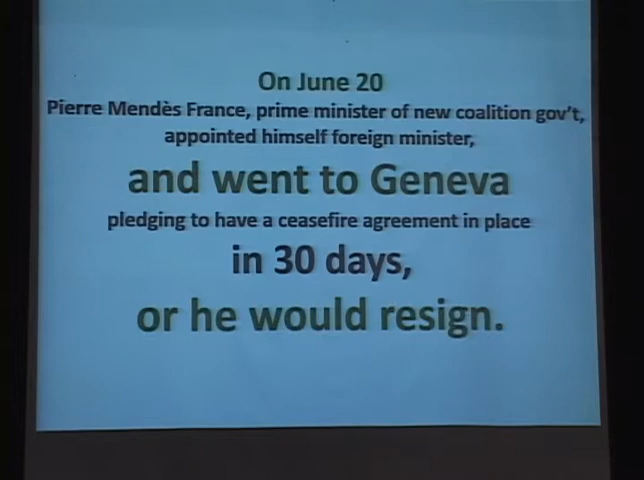 On June 20
Pierre Mendès France, prime minister of new coalition gov't,
appointed himself foreign minister,
and went to Geneva
pledging to have a ceasefire agreement in place
in 30 days,
or he would resign.